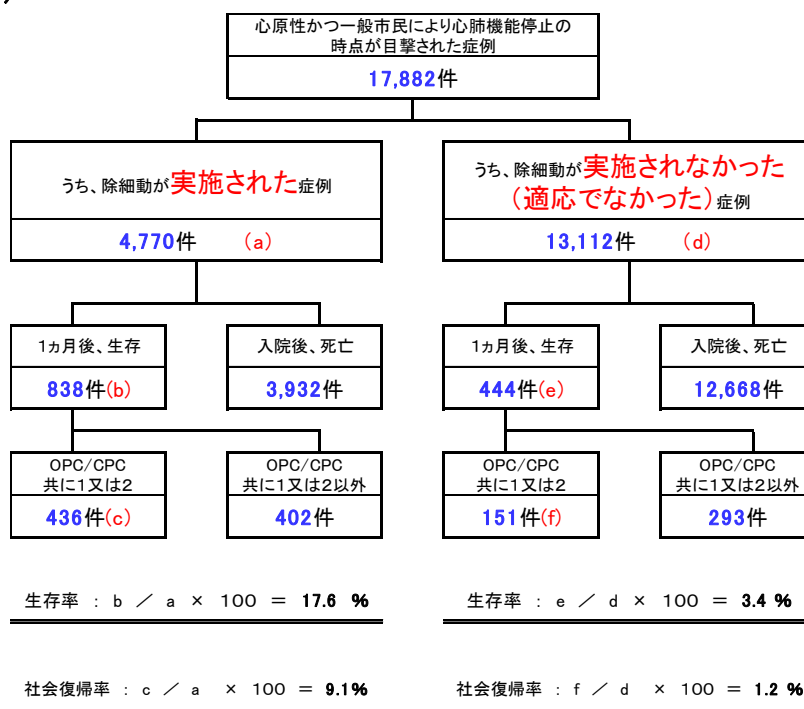 心原性かつ一般市民により心肺機能停止の
時点が目撃された症例
17,882件
うち、除細動が実施された症例
4,770件 (a)
うち、除細動が実施されなかった
(適応でなかった)症例
13,112件 (d)
1ヵ月後、生存
838件(b)
入院後、死亡
3,932件
1ヵ月後、生存
444件(e)
入院後、死亡
12,668件
OPC/CPC
共に1又は2
436件(c)
OPC/CPC
共に1又は2以外
402件
OPC/CPC
共に1又は2
151件(f)
OPC/CPC
共に1又は2以外
293件
生存率 : b / a × 100 = 17.6 %
生存率 : e / d × 100 = 3.4 %
社会復帰率 : c / a × 100 = 9.1%
社会復帰率 : f / d × 100 = 1.2 %